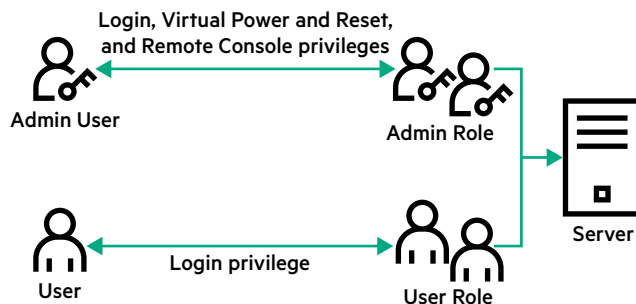 Login, Virtual Power and Reset,
and Remote Console privileges
Admin User
Admin Role
Server
Login privilege
User
User Role